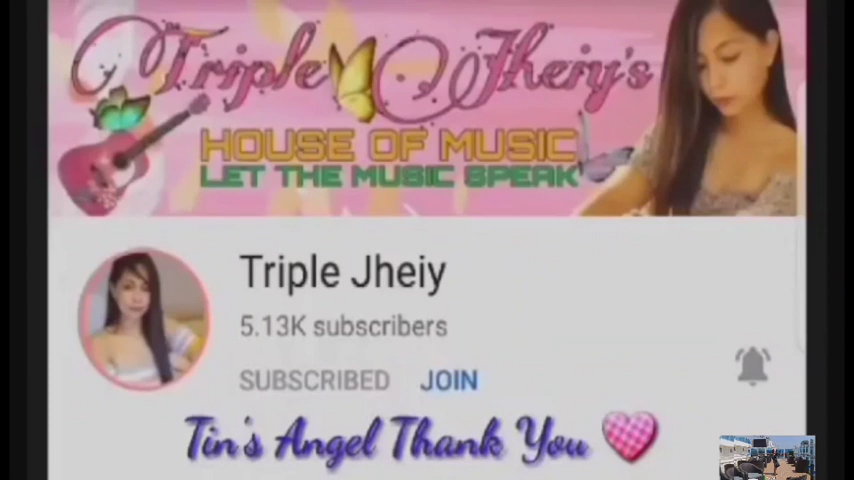 Triple Jheiy's
HOUSE OF MUSIC
LET THE MUSIC SPEAK
Triple Jheiy
5.13K subscribers
SUBSCRIBED JOIN
Tin's Angel Thank You